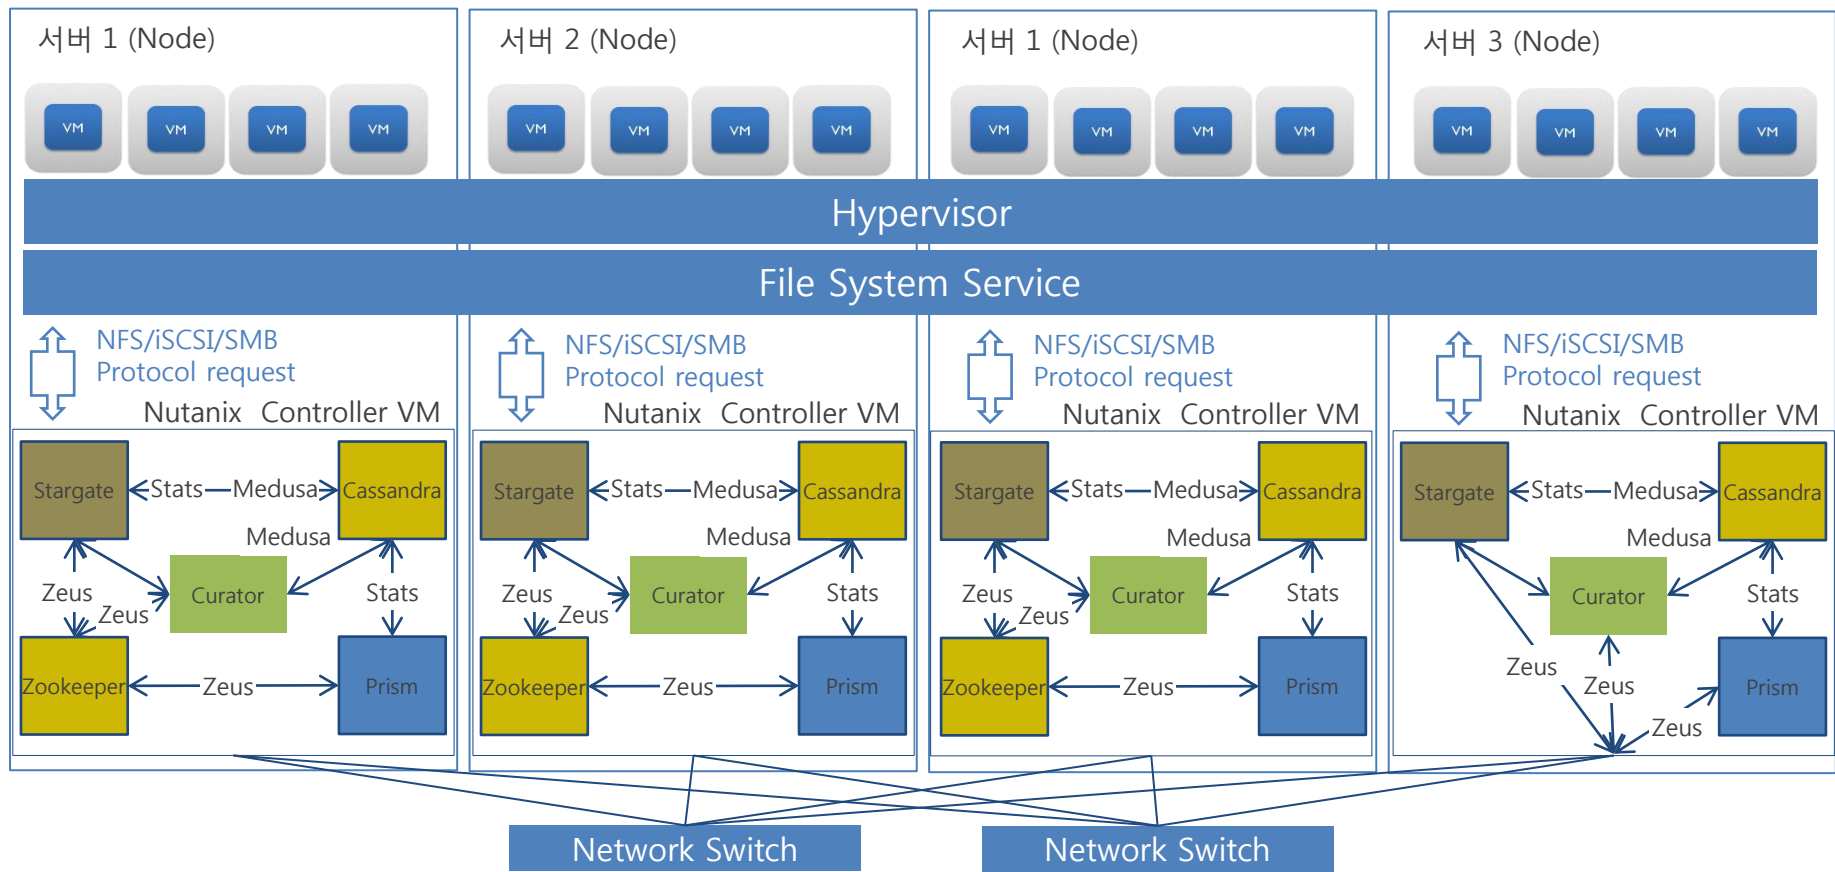 서버 1 (Node)
서버 2 (Node)
서버 1 (Node)
서버 3 (Node)
VM VM VM VM
VM VM VM VM
VM VM VM VM
VM VM VM VM
Hypervisor
File System Service
NFS/iSCSI/SMB
Protocol request
Nutanix Controller VM
Stargate
Stats
Medusa
Cassandra
Medusa
Zeus
Zeus
Curator
Stats
Zookeeper
Zeus
Prism
NFS/iSCSI/SMB
Protocol request
Nutanix Controller VM
Stargate
Stats
Medusa
Cassandra
Medusa
Zeus
Zeus
Curator
Stats
Zookeeper
Zeus
Prism
NFS/iSCSI/SMB
Protocol request
Nutanix Controller VM
Stargate
Stats
Medusa
Cassandra
Medusa
Zeus
Zeus
Curator
Stats
Zookeeper
Zeus
Prism
NFS/iSCSI/SMB
Protocol request
Nutanix Controller VM
Stargate
Stats
Medusa
Cassandra
Medusa
Curator
Stats
Zeus
Zeus
Zeus
Prism
Network Switch
Network Switch